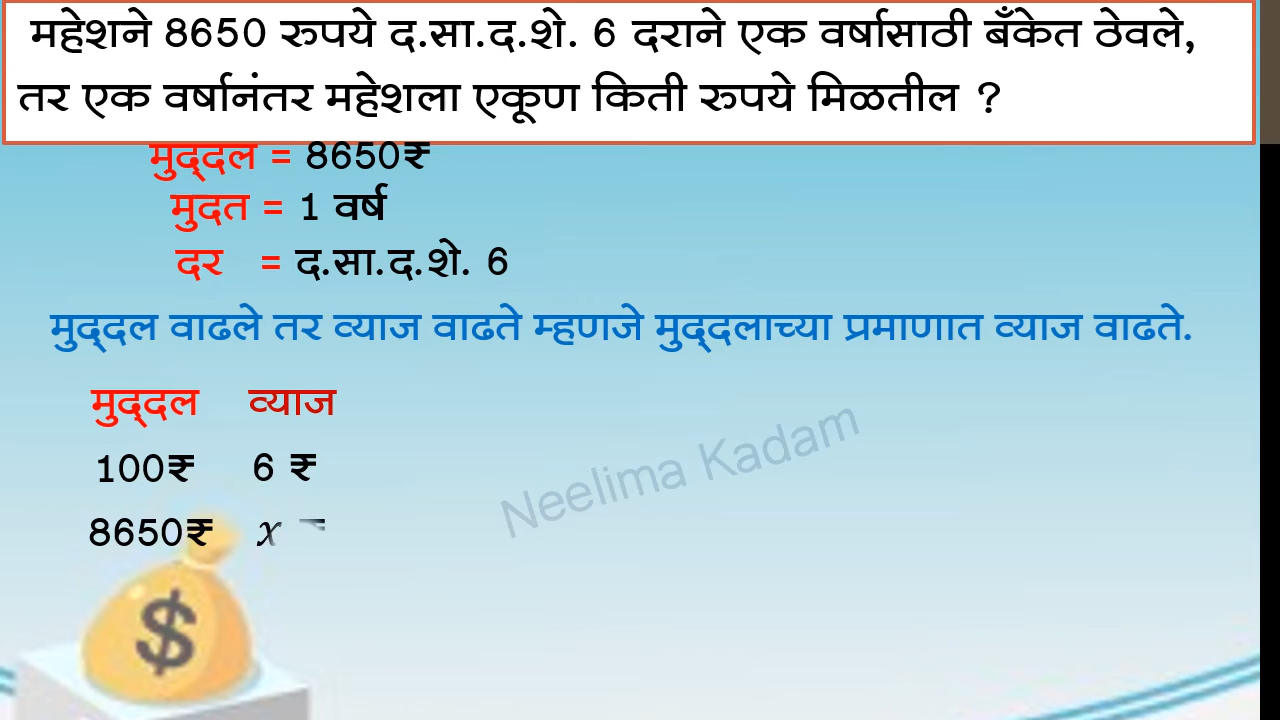 महेशने 8650 रुपये द.सा.द.शे. 6 दराने एक वर्षासाठी बँकेत ठेवले,
तर एक वर्षानंतर महेशला एकूण किती रुपये मिळतील ?
मुद्दल = 8650₹
मुदत = 1 वर्ष
दर = द.सा.द.शे. 6
मुद्दल वाढले तर व्याज वाढते म्हणजे मुद्दलाच्या प्रमाणात व्याज वाढते.
मुद्दल व्याज
100₹ 6 ₹
8650₹ x
Neelima Kadam
$